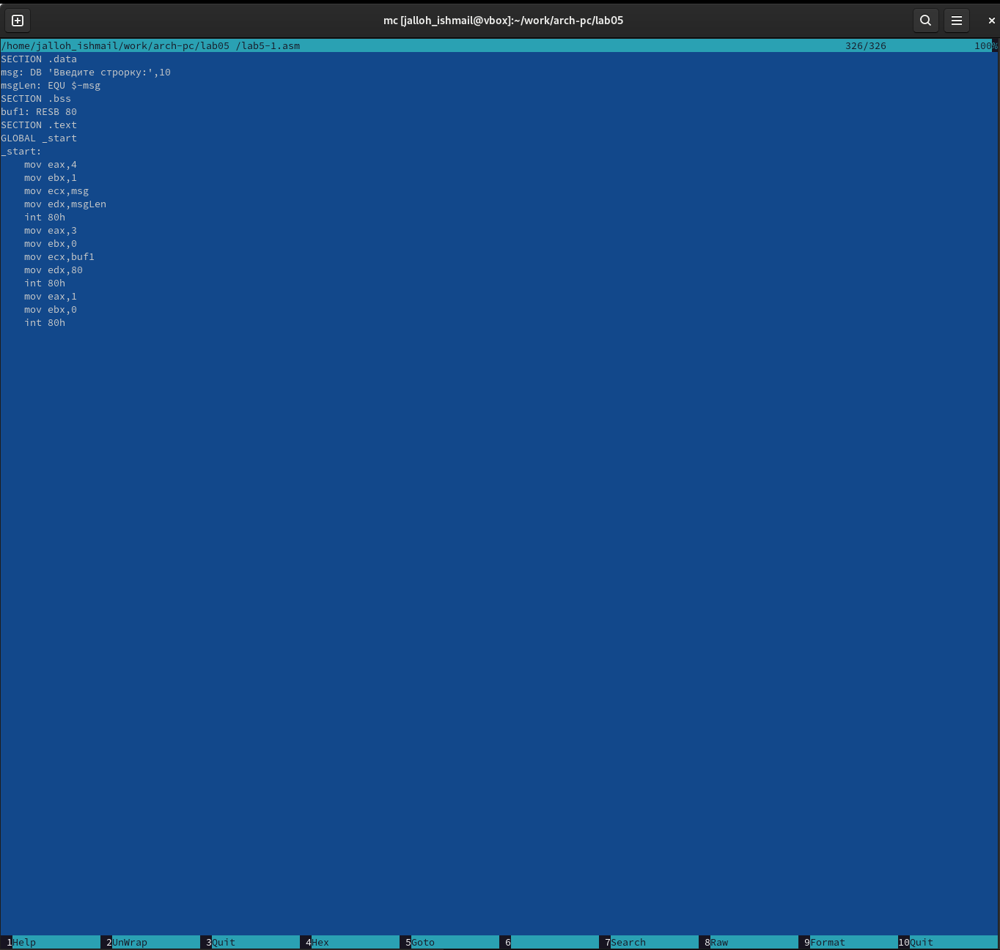 mc [jalloh_ishmail@vbox]:~/work/arch-pc/lab05
/home/jalloh_ishmail/work/arch-pc/lab05 /lab5-1.asm 326/326 100%
SECTION .data
msg: DB 'Введите строрку:',10
msgLen: EQU $-msg
SECTION .bss
buf1: RESB 80
SECTION .text
GLOBAL _start
_start:
mov eax,4
mov ebx,1
mov ecx,msg
mov edx,msgLen
int 80h
mov eax,3
mov ebx,0
mov ecx,buf1
mov edx,80
int 80h
mov eax,1
mov ebx,0
int 80h
1Help 2UnWrap 3Quit 4Hex 5Goto 6 7Search 8Raw 9Format 10Quit